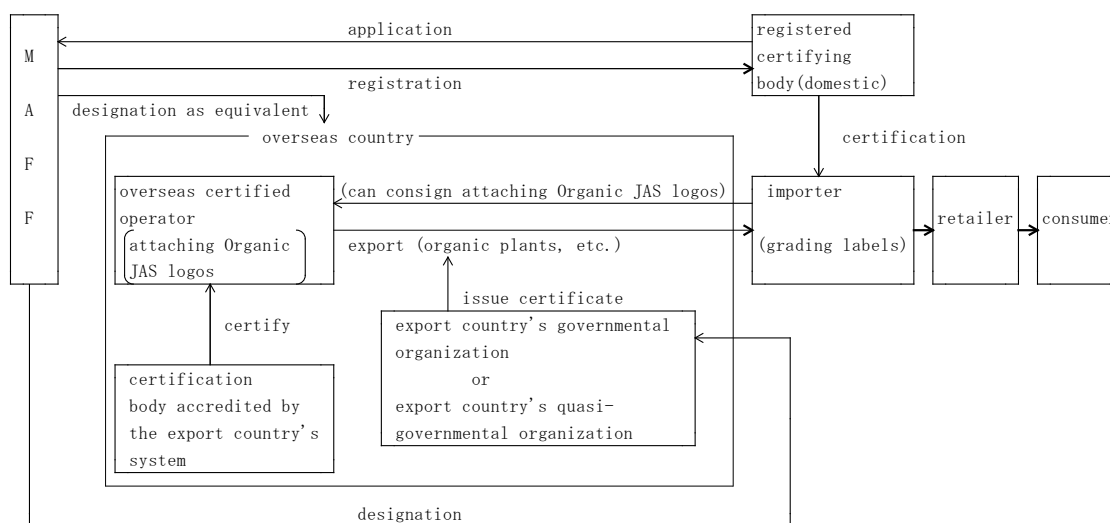 M
A
F
F
application
registration
designation as equivalent
registered
certifying
body(domestic)
certification
overseas country
overseas certified
operator
attaching Organic
JAS logos
(can consign attaching Organic JAS logos)
export (organic plants, etc.)
importer
(grading labels)
retailer
consumer
issue certificate
certify
certification
body accredited by
the export country's
system
export country's governmental
organization
or
export country's quasi-
governmental organization
designation